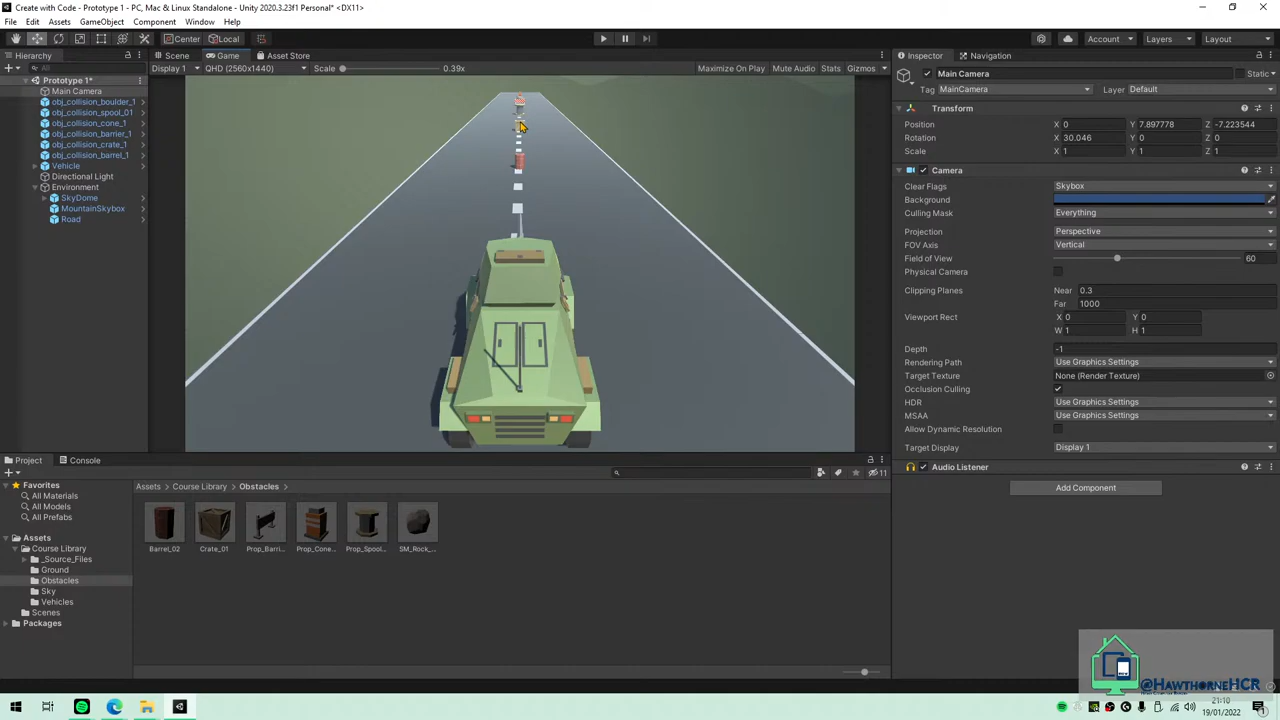 Create with Code - Prototype 1 - PC, Mac & Linux Standalone - Unity 2020.3.23f1 Personal* <DX11>
File Edit Assets GameObject Component Window Help
Center Local Account Layers Layout
Hierarchy Scene Game Asset Store Inspector Navigation
All Display 1 QHD (2560x1440) Scale 0.39x Maximize On Play Mute Audio Stats Gizmos
Prototype 1*
Main Camera
obj_collision_boulder_1
obj_collision_spool_01
obj_collision_cone_1
obj_collision_barrier_1
obj_collision_crate_1
obj_collision_barrel_1
Vehicle
Directional Light
Environment
SkyDome
MountainSkybox
Road
Main Camera Static
Tag MainCamera Layer Default
Transform
Position X 0 Y 7.897778 Z -7.223544
Rotation X 30.046 Y 0 Z 0
Scale X 1 Y 1 Z 1
Camera
Clear Flags Skybox
Background
Culling Mask Everything
Projection Perspective
FOV Axis Vertical
Field of View 60
Physical Camera
Clipping Planes Near 0.3
Far 1000
Viewport Rect X 0 Y 0
W 1 H 1
Depth -1
Rendering Path Use Graphics Settings
Target Texture None (Render Texture)
Occlusion Culling
HDR Use Graphics Settings
MSAA Use Graphics Settings
Allow Dynamic Resolution
Target Display Display 1
Audio Listener
Add Component
Project Console
11
Favorites
All Materials
All Models
All Prefabs
Assets
Course Library
_Source_Files
Ground
Obstacles
Sky
Vehicles
Scenes
Packages
Assets > Course Library > Obstacles >
Barrel_02 Crate_01 Prop_Barri... Prop_Cone... Prop_Spool... SM_Rock_...
@HawthorneHCR
21:10
19/01/2022
1